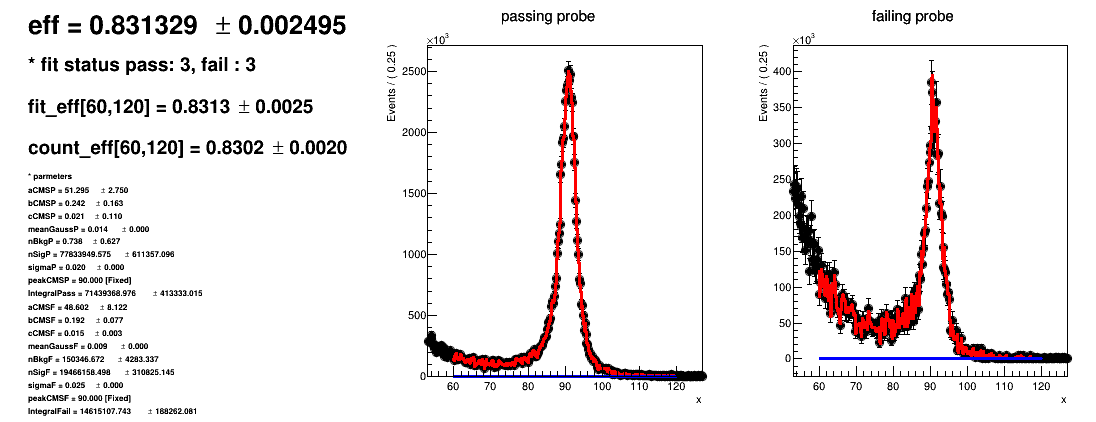 eff = 0.831329 ± 0.002495
* fit status pass: 3, fail : 3
fit_eff[60,120] = 0.8313 ± 0.0025
count_eff[60,120] = 0.8302 ± 0.0020
* parmeters
aCMSP = 51.295 ± 2.750
bCMSP = 0.242 ± 0.163
cCMSP = 0.021 ± 0.110
meanGaussP = 0.014 ± 0.000
nBkgP = 0.738 ± 0.627
nSigP = 77833949.575 ± 611357.096
sigmaP = 0.020 ± 0.000
peakCMSP = 90.000 [Fixed]
IntegralPass = 71439368.976 ± 413333.015
aCMSF = 48.602 ± 8.122
bCMSF = 0.192 ± 0.077
cCMSF = 0.015 ± 0.003
meanGaussF = 0.009 ± 0.000
nBkgF = 150346.672 ± 4283.337
nSigF = 19466158.498 ± 310825.145
sigmaF = 0.025 ± 0.000
peakCMSF = 90.000 [Fixed]
IntegralFail = 14615107.743 ± 188262.081
passing probe
×10³
Events / ( 0.25 )
2500
2000
1500
1000
500
0
60 70 80 90 100 110 120
x
failing probe
×10³
Events / ( 0.25 )
400
350
300
250
200
150
100
50
0
60 70 80 90 100 110 120
x